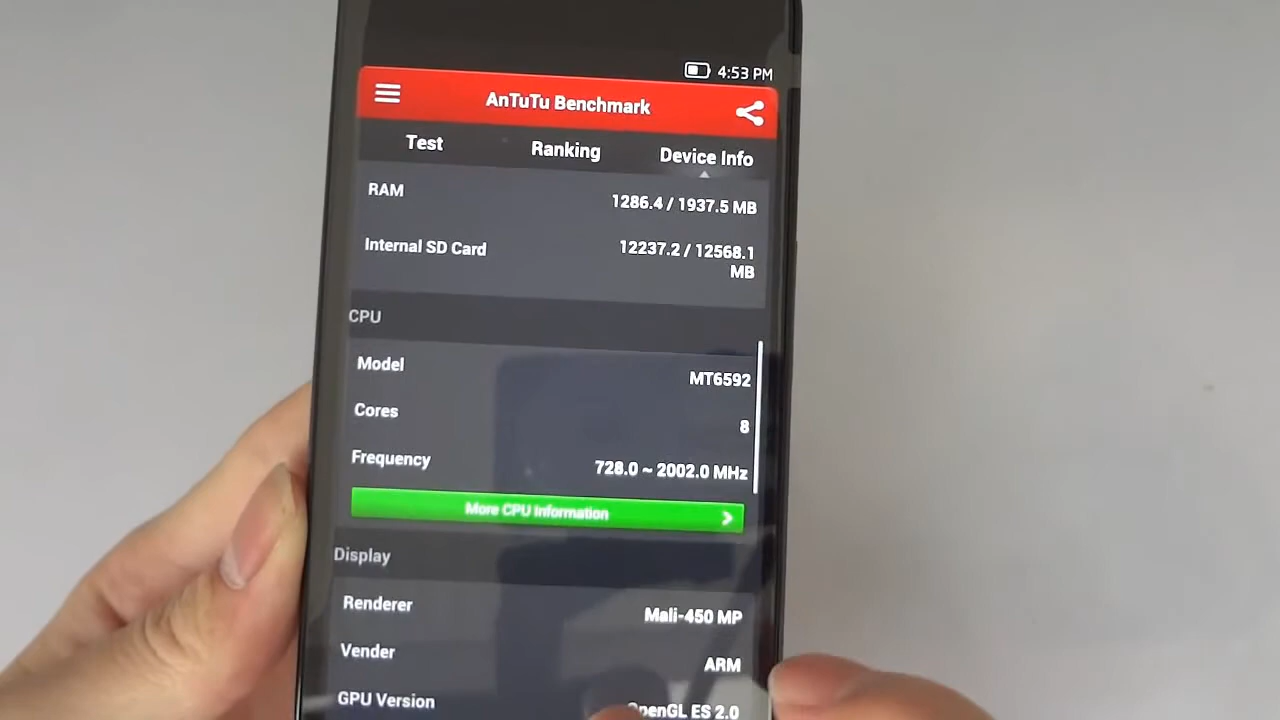 4:53 PM
AnTuTu Benchmark
Test Ranking Device Info
RAM 1286.4 / 1937.5 MB
Internal SD Card 12237.2 / 12568.1
MB
CPU
Model MT6592
Cores 8
Frequency 728.0 ~ 2002.0 MHz
More CPU Information
Display
Renderer Mali-450 MP
Vender ARM
GPU Version OpenGL ES 2.0